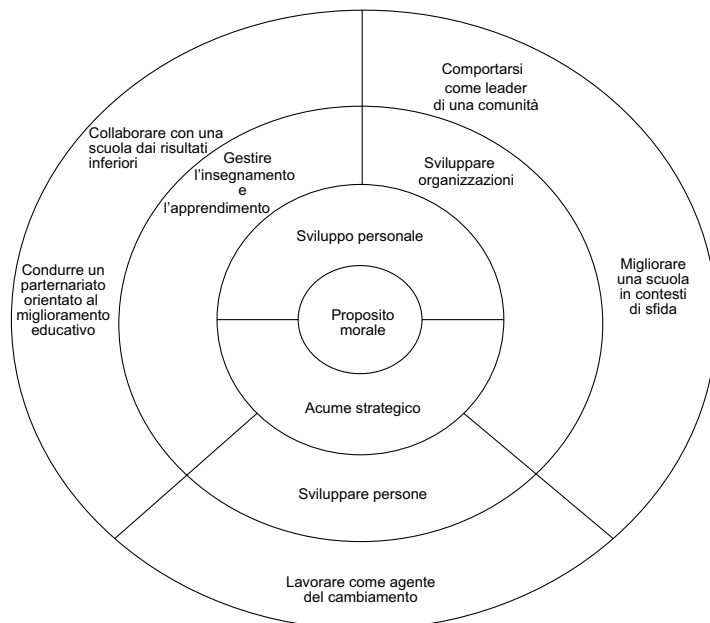 Comportarsi
come leader
di una comunità
Collaborare con una
scuola dai risultati
inferiori
Gestire
l’insegnamento
e
l’apprendimento
Sviluppare
organizzazioni
Sviluppo personale
Condurre un
parternariato
orientato al
miglioramento
educativo
Proposito
morale
Migliorare
una scuola
in contesti
di sfida
Acume strategico
Sviluppare persone
Lavorare come agente
del cambiamento